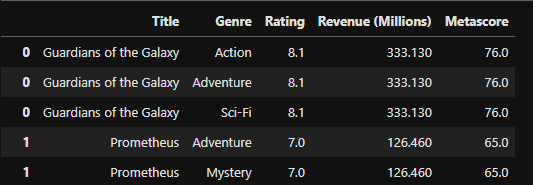 Title Genre Rating Revenue (Millions) Metascore
0 Guardians of the Galaxy Action 8.1 333.130 76.0
0 Guardians of the Galaxy Adventure 8.1 333.130 76.0
0 Guardians of the Galaxy Sci-Fi 8.1 333.130 76.0
1 Prometheus Adventure 7.0 126.460 65.0
1 Prometheus Mystery 7.0 126.460 65.0